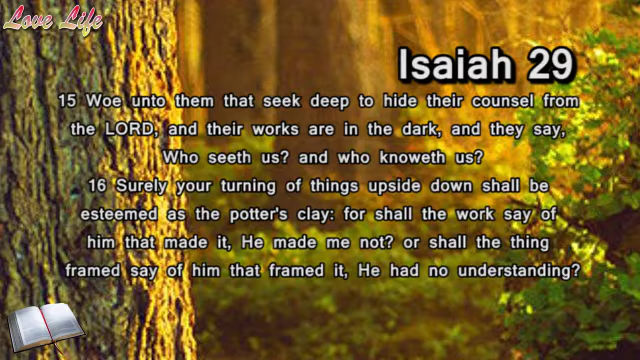 Love Life
Isaiah 29
15 Woe unto them that seek deep to hide their counsel from
the LORD, and their works are in the dark, and they say,
Who seeth us? and who knoweth us?
16 Surely your turning of things upside down shall be
esteemed as the potter's clay: for shall the work say of
him that made it, He made me not? or shall the thing
framed say of him that framed it, He had no understanding?